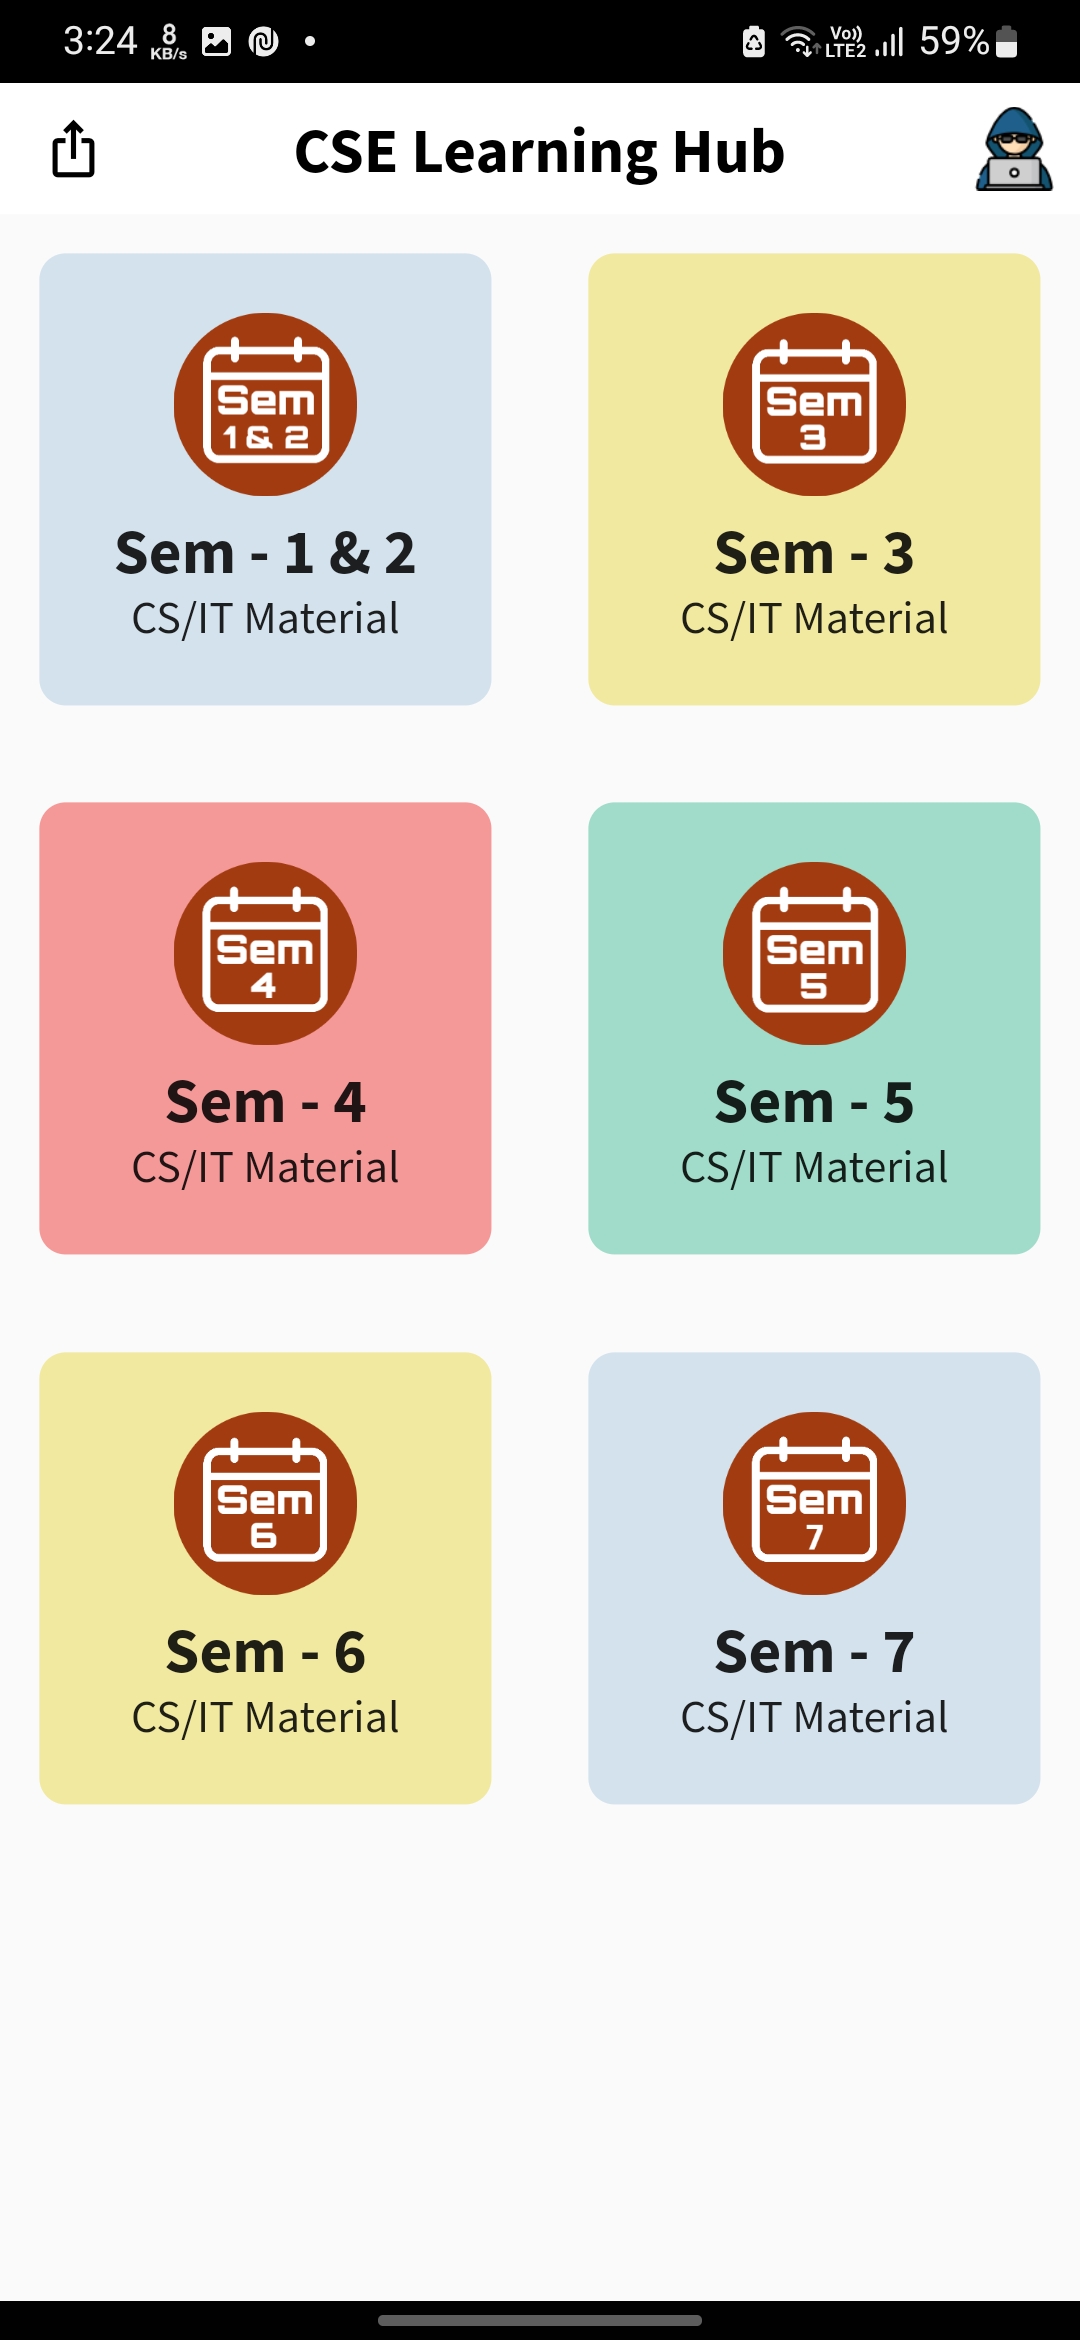 3:24 8 KB/s Vo)) LTE2 59%
CSE Learning Hub
Sem
1 & 2
Sem - 1 & 2
CS/IT Material
Sem
3
Sem - 3
CS/IT Material
Sem
4
Sem - 4
CS/IT Material
Sem
5
Sem - 5
CS/IT Material
Sem
6
Sem - 6
CS/IT Material
Sem
7
Sem - 7
CS/IT Material